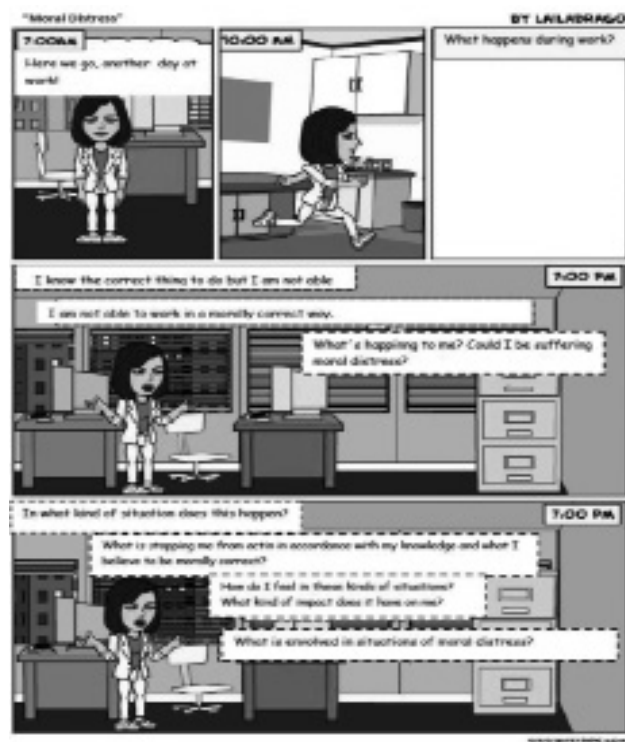 "Moral Distress"
BY LAILADRAGO
7:00AM
Here we go, another day at
work!
10:00 AM
What happens during work?
7:00 PM
I know the correct thing to do but I am not able
I am not able to work in a morally correct way.
What's happining to me? Could I be suffering
moral distress?
7:00 PM
In what kind of situation does this happen?
What is stopping me from actin in accordance with my knowledge and what I
believe to be morally correct?
How do I feel in these kinds of situations?
What kind of impact does it have on me?
What is envolved in situations of moral distress?